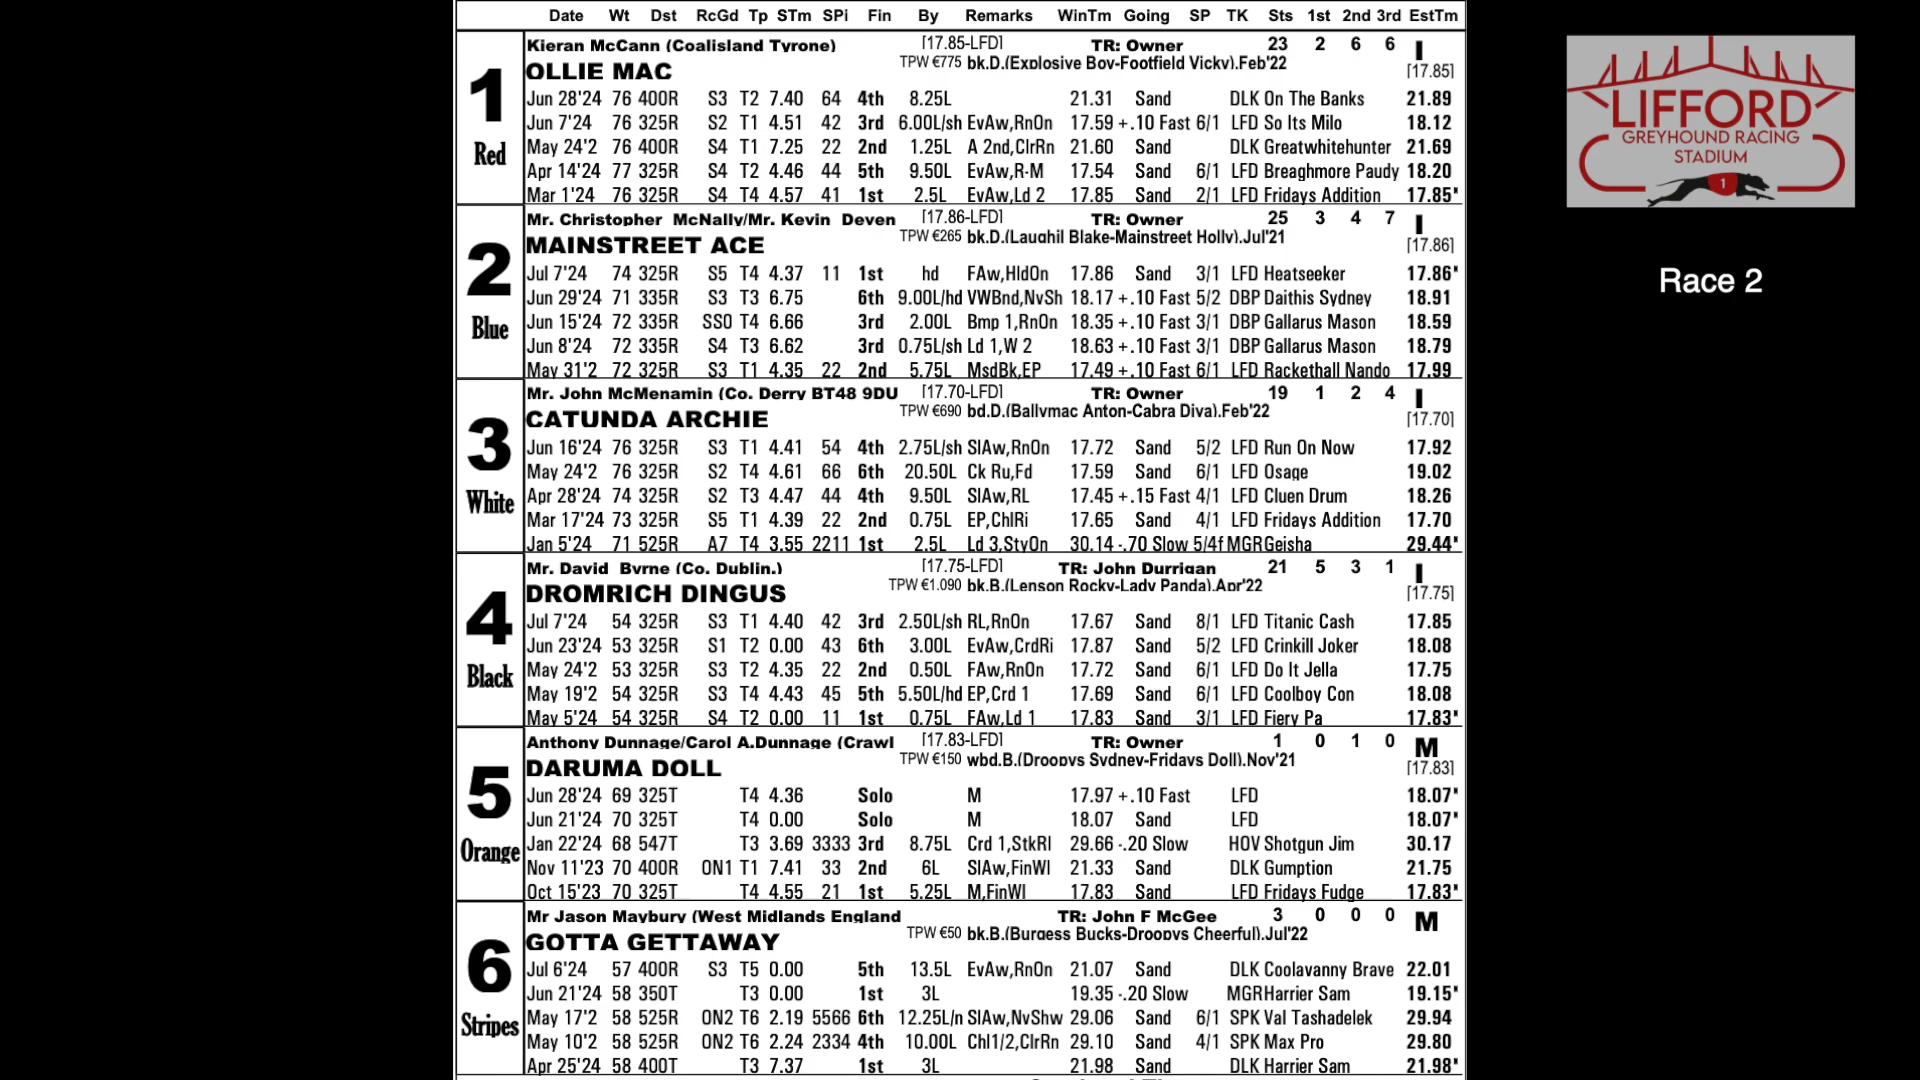 Date Wt Dst RcGd Tp STm SPi Fin By Remarks WinTm Going SP TK Sts 1st 2nd 3rd EstTm
1 Red
Kieran McCann (Coalisland Tyrone) [17.85-LFD] TR: Owner 23 2 6 6 I
TPW €775 bk.D.(Explosive Boy-Footfield Vicky).Feb'22
OLLIE MAC [17.85]
Jun 28'24 76 400R S3 T2 7.40 64 4th 8.25L 21.31 Sand DLK On The Banks 21.89
Jun 7'24 76 325R S2 T1 4.51 42 3rd 6.00L/sh EvAw,RnOn 17.59 +.10 Fast 6/1 LFD So Its Milo 18.12
May 24'2 76 400R S4 T1 7.25 22 2nd 1.25L A 2nd,ClrRn 21.60 Sand DLK Greatwhitehunter 21.69
Apr 14'24 77 325R S4 T2 4.46 44 5th 9.50L EvAw,R-M 17.54 Sand 6/1 LFD Breaghmore Paudy 18.20
Mar 1'24 76 325R S4 T4 4.57 41 1st 2.5L EvAw,Ld 2 17.85 Sand 2/1 LFD Fridays Addition 17.85*
2 Blue
Mr. Christopher McNally/Mr. Kevin Deven [17.86-LFD] TR: Owner 25 3 4 7 I
TPW €265 bk.D.(Laughil Blake-Mainstreet Holly).Jul'21
MAINSTREET ACE [17.86]
Jul 7'24 74 325R S5 T4 4.37 11 1st hd FAw,HldOn 17.86 Sand 3/1 LFD Heatseeker 17.86*
Jun 29'24 71 335R S3 T3 6.75 6th 9.00L/hd VWBnd,NvSh 18.17 +.10 Fast 5/2 DBP Daithis Sydney 18.91
Jun 15'24 72 335R SS0 T4 6.66 3rd 2.00L Bmp 1,RnOn 18.35 +.10 Fast 3/1 DBP Gallarus Mason 18.59
Jun 8'24 72 335R S4 T3 6.62 3rd 0.75L/sh Ld 1,W 2 18.63 +.10 Fast 3/1 DBP Gallarus Mason 18.79
May 31'2 72 325R S3 T1 4.35 22 2nd 5.75L MsdBk,EP 17.49 +.10 Fast 6/1 LFD Rackethall Nando 17.99
3 White
Mr. John McMenamin (Co. Derry BT48 9DU [17.70-LFD] TR: Owner 19 1 2 4 I
TPW €690 bd.D.(Ballymac Anton-Cabra Diva).Feb'22
CATUNDA ARCHIE [17.70]
Jun 16'24 76 325R S3 T1 4.41 54 4th 2.75L/sh SlAw,RnOn 17.72 Sand 5/2 LFD Run On Now 17.92
May 24'2 76 325R S2 T4 4.61 66 6th 20.50L Ck Ru,Fd 17.59 Sand 6/1 LFD Osage 19.02
Apr 28'24 74 325R S2 T3 4.47 44 4th 9.50L SlAw,RL 17.45 +.15 Fast 4/1 LFD Cluen Drum 18.26
Mar 17'24 73 325R S5 T1 4.39 22 2nd 0.75L EP,ChlRi 17.65 Sand 4/1 LFD Fridays Addition 17.70
Jan 5'24 71 525R A7 T4 3.55 2211 1st 2.5L Ld 3,StyOn 30.14 -.70 Slow 5/4f MGR Geisha 29.44*
4 Black
Mr. David Byrne (Co. Dublin.) [17.75-LFD] TR: John Durrigan 21 5 3 1 I
TPW €1.090 bk.B.(Lenson Rocky-Lady Panda).Apr'22
DROMRICH DINGUS [17.75]
Jul 7'24 54 325R S3 T1 4.40 42 3rd 2.50L/sh RL,RnOn 17.67 Sand 8/1 LFD Titanic Cash 17.85
Jun 23'24 53 325R S1 T2 0.00 43 6th 3.00L EvAw,CrdRi 17.87 Sand 5/2 LFD Crinkill Joker 18.08
May 24'2 53 325R S3 T2 4.35 22 2nd 0.50L FAw,RnOn 17.72 Sand 6/1 LFD Do It Jella 17.75
May 19'2 54 325R S3 T4 4.43 45 5th 5.50L/hd EP,Crd 1 17.69 Sand 6/1 LFD Coolboy Con 18.08
May 5'24 54 325R S4 T2 0.00 11 1st 0.75L FAw,Ld 1 17.83 Sand 3/1 LFD Fiery Pa 17.83*
5 Orange
Anthony Dunnage/Carol A.Dunnage (Crawl [17.83-LFD] TR: Owner 1 0 1 0 M
TPW €150 wbd.B.(Droopys Sydney-Fridays Doll).Nov'21
DARUMA DOLL [17.83]
Jun 28'24 69 325T T4 4.36 Solo M 17.97 +.10 Fast LFD 18.07*
Jun 21'24 70 325T T4 0.00 Solo M 18.07 Sand LFD 18.07*
Jan 22'24 68 547T T3 3.69 3333 3rd 8.75L Crd 1,StkRl 29.66 -.20 Slow HOV Shotgun Jim 30.17
Nov 11'23 70 400R ON1 T1 7.41 33 2nd 6L SlAw,FinWl 21.33 Sand DLK Gumption 21.75
Oct 15'23 70 325T T4 4.55 21 1st 5.25L M,FinWl 17.83 Sand LFD Fridays Fudge 17.83*
6 Stripes
Mr Jason Maybury (West Midlands England TR: John F McGee 3 0 0 0 M
TPW €50 bk.B.(Burgess Bucks-Droopys Cheerful).Jul'22
GOTTA GETTAWAY
Jul 6'24 57 400R S3 T5 0.00 5th 13.5L EvAw,RnOn 21.07 Sand DLK Coolavanny Brave 22.01
Jun 21'24 58 350T T3 0.00 1st 3L 19.35 -.20 Slow MGR Harrier Sam 19.15*
May 17'2 58 525R ON2 T6 2.19 5566 6th 12.25L/n SlAw,NvShw 29.06 Sand 6/1 SPK Val Tashadelek 29.94
May 10'2 58 525R ON2 T6 2.24 2334 4th 10.00L Chl1/2,ClrRn 29.10 Sand 4/1 SPK Max Pro 29.80
Apr 25'24 58 400T T3 7.37 1st 3L 21.98 Sand DLK Harrier Sam 21.98*
LIFFORD
GREYHOUND RACING
STADIUM
1
Race 2